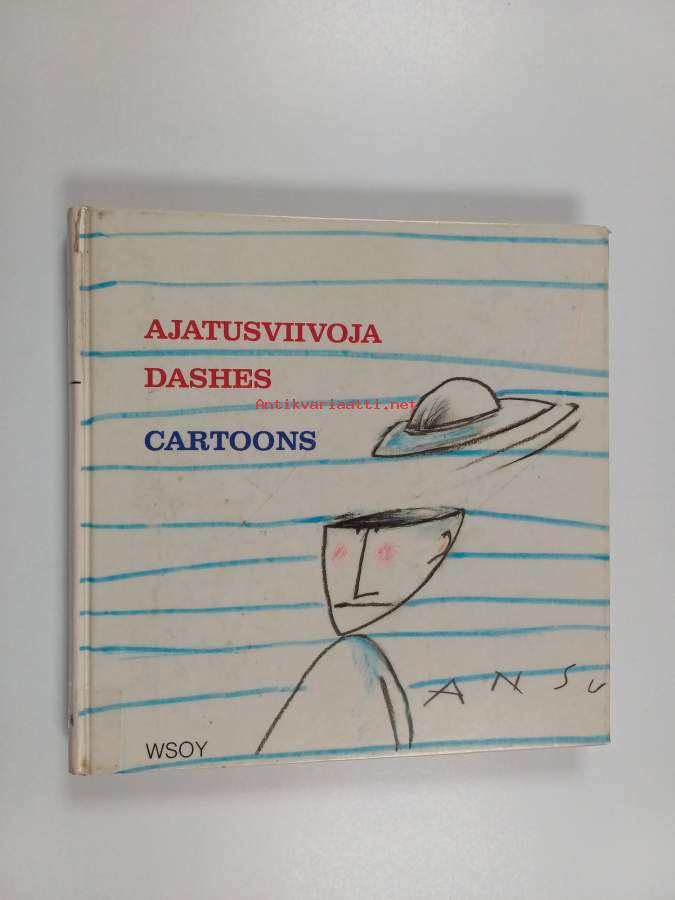 AJATUSVIIVOJA
DASHES
Antikvariaatti.net
CARTOONS
ANSU
WSOY